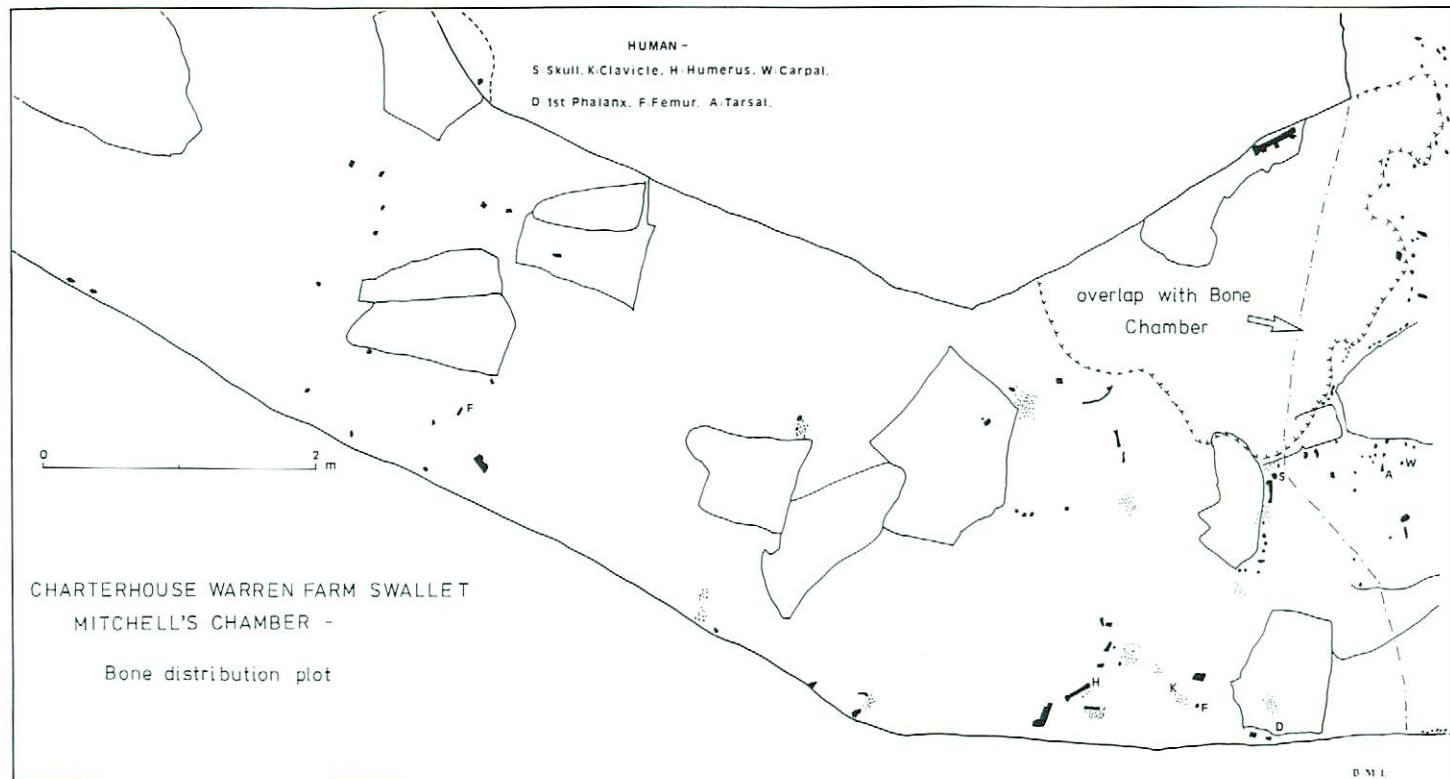 HUMAN -
S:Skull, K:Clavicle, H:Humerus, W:Carpal,
D:1st Phalanx, F:Femur, A:Tarsal.
overlap with Bone
Chamber
F
0 2 m
S
A
W
CHARTERHOUSE WARREN FARM SWALLET
MITCHELL'S CHAMBER -
Bone distribution plot
H
K
F
D